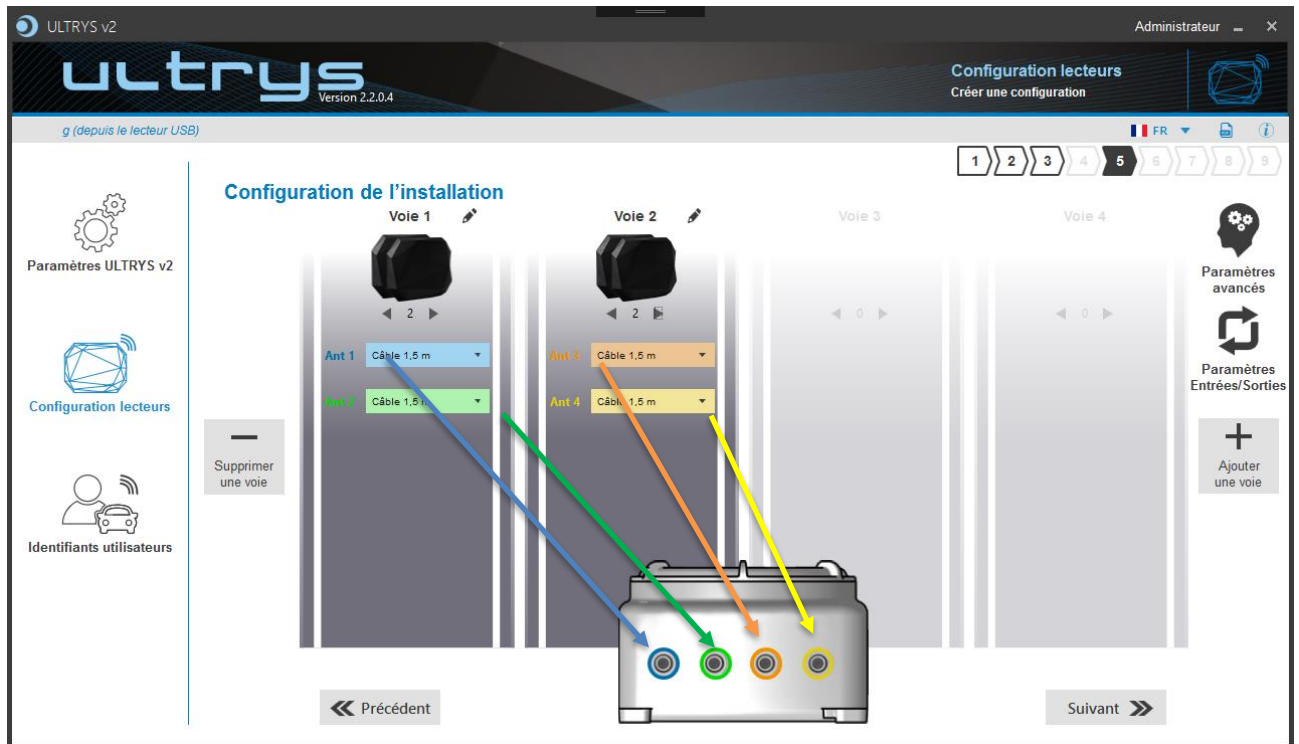 ULTRYS v2
Administrateur
ultrys
Version 2.2.0.4
Configuration lecteurs
Créer une configuration
g (depuis le lecteur USB)
FR
1 2 3 4 5 6 7 8 9
Configuration de l'installation
Voie 1
Voie 2
Voie 3
Voie 4
Paramètres ULTRYS v2
Paramètres
avancés
2
2
0
0
Ant 1 Câble 1,5 m
Ant 3 Câble 1,5 m
Paramètres
Entrées/Sorties
Ant 2 Câble 1,5 m
Ant 4 Câble 1,5 m
Configuration lecteurs
Supprimer
une voie
Ajouter
une voie
Identifiants utilisateurs
Précédent
Suivant